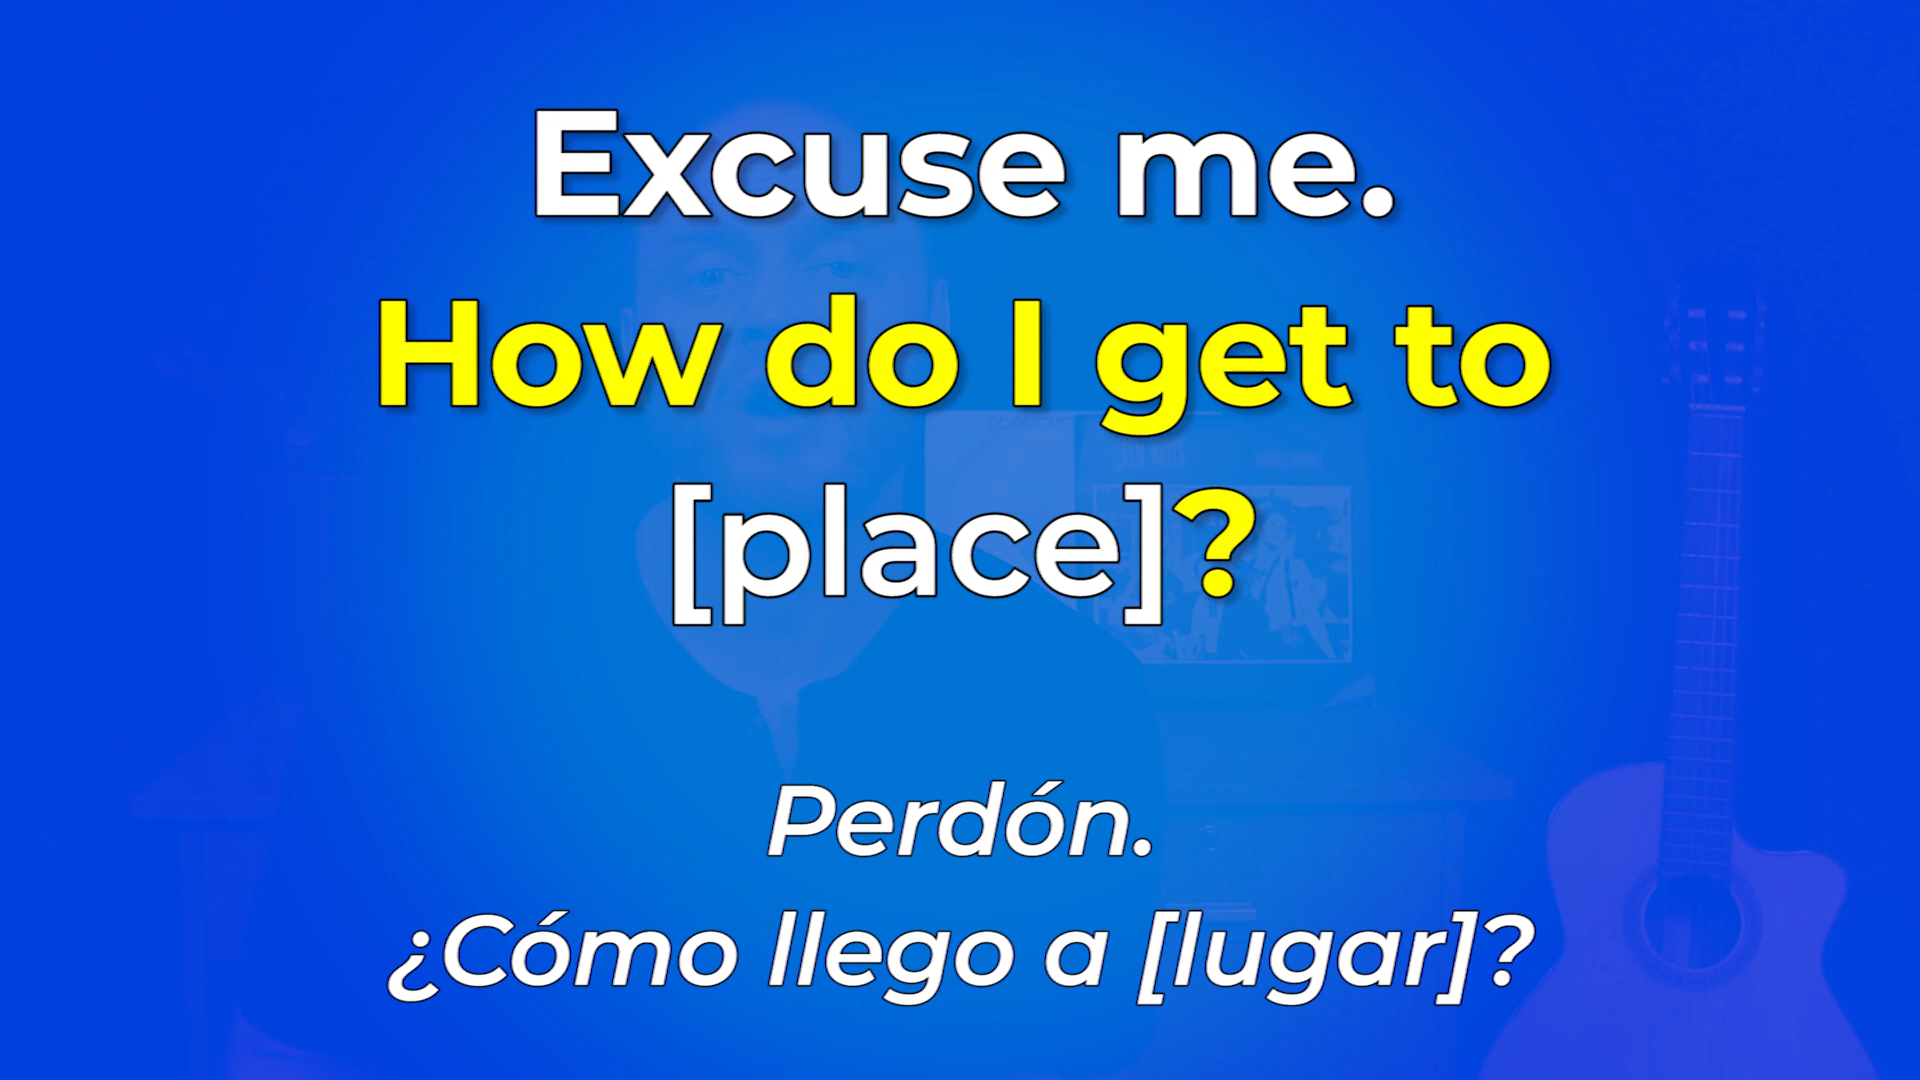 Excuse me.
How do I get to
[place]?
Perdón.
¿Cómo llego a [lugar]?